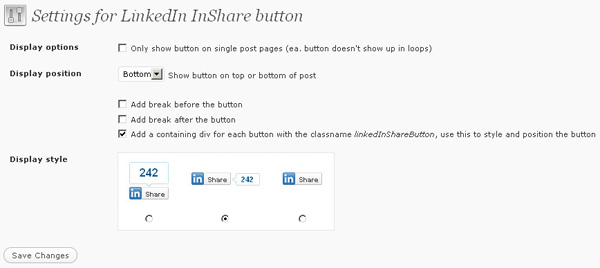 Settings for LinkedIn InShare button
Display options
Only show button on single post pages (ea. button doesn't show up in loops)
Display position
Bottom
Show button on top or bottom of post
Add break before the button
Add break after the button
Add a containing div for each button with the classname linkedInShareButton, use this to style and position the button
Display style
242
in Share
in Share 242
in Share
Save Changes